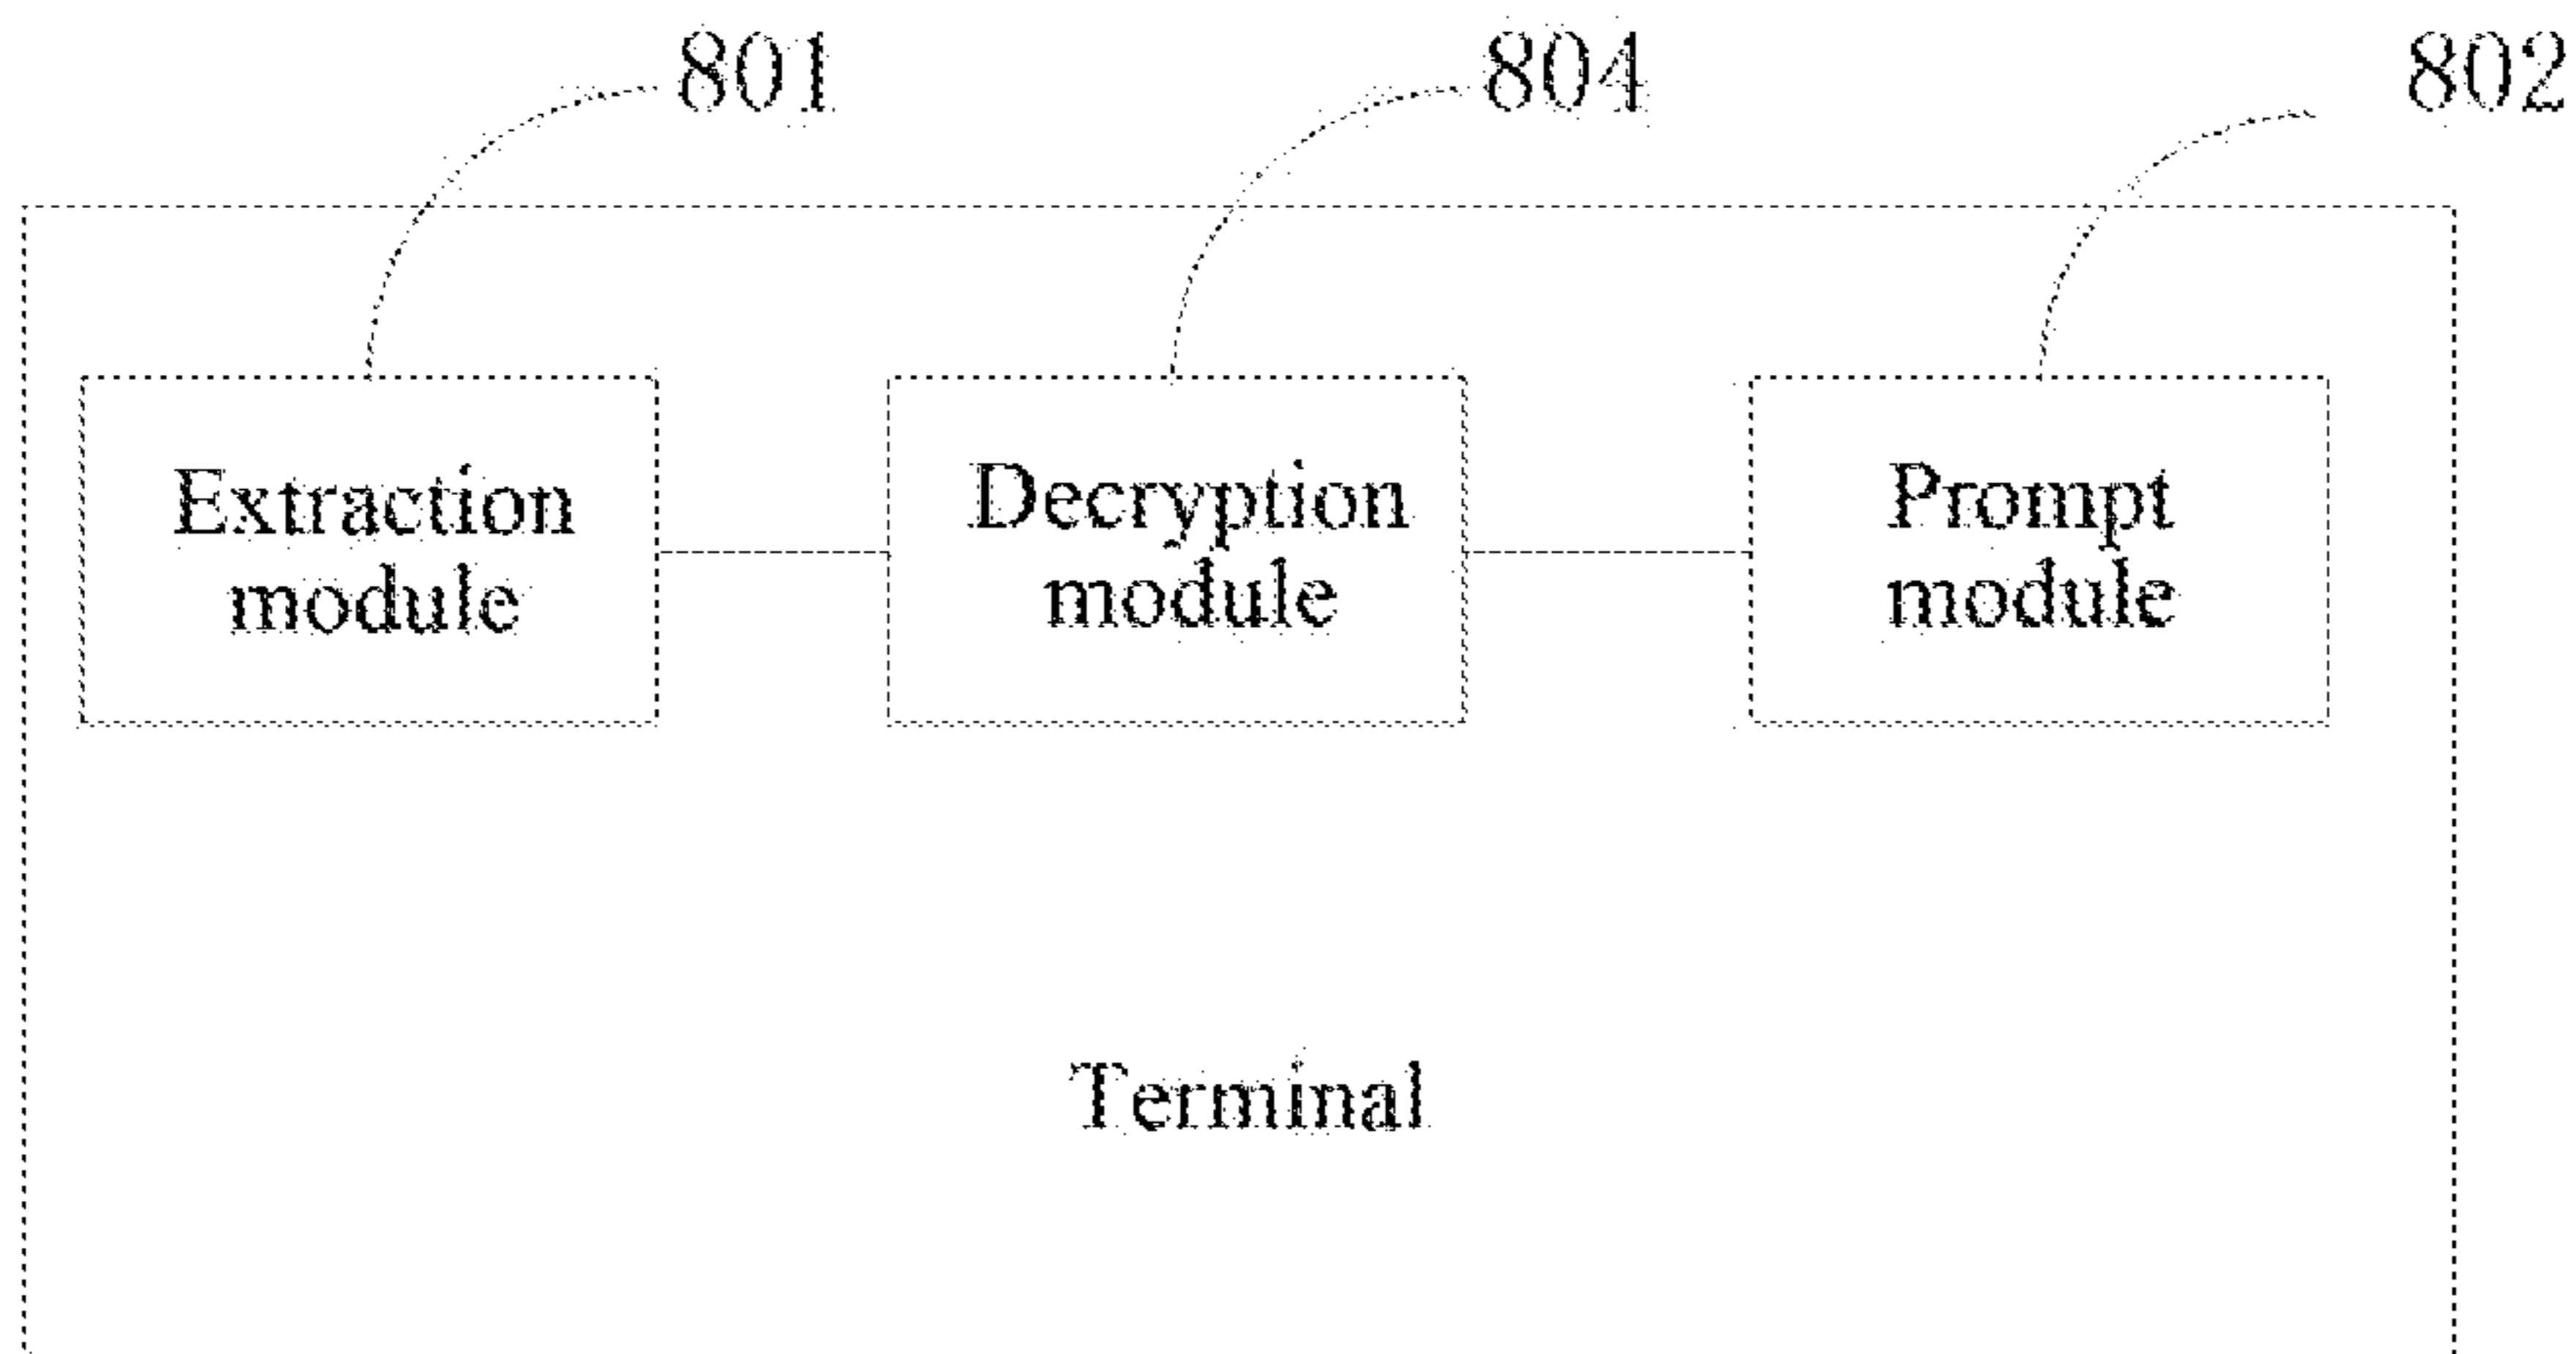 801
804
802
Extraction
module
Decryption
module
Prompt
module
Terminal